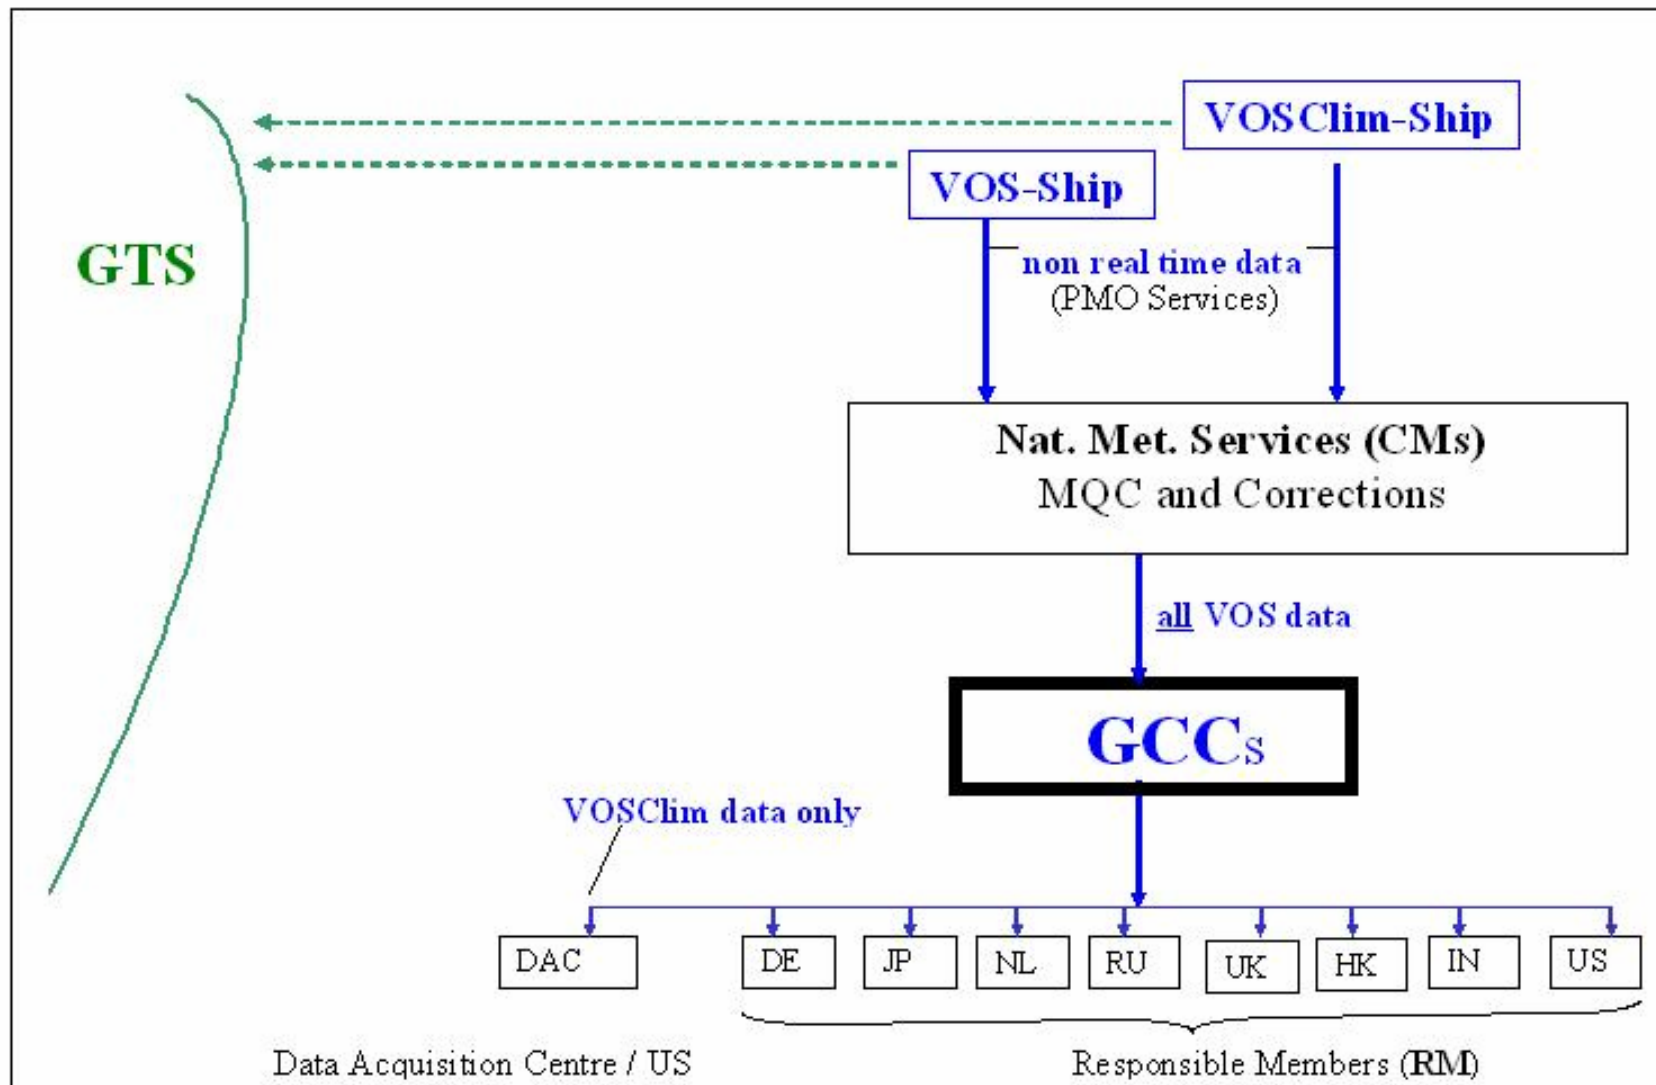 VOSClim-Ship
VOS-Ship
GTS
non real time data
(PMO Services)
Nat. Met. Services (CMs)
MQC and Corrections
all VOS data
GCCs
VOSClim data only
DAC
DE
JP
NL
RU
UK
HK
IN
US
Data Acquisition Centre / US
Responsible Members (RM)